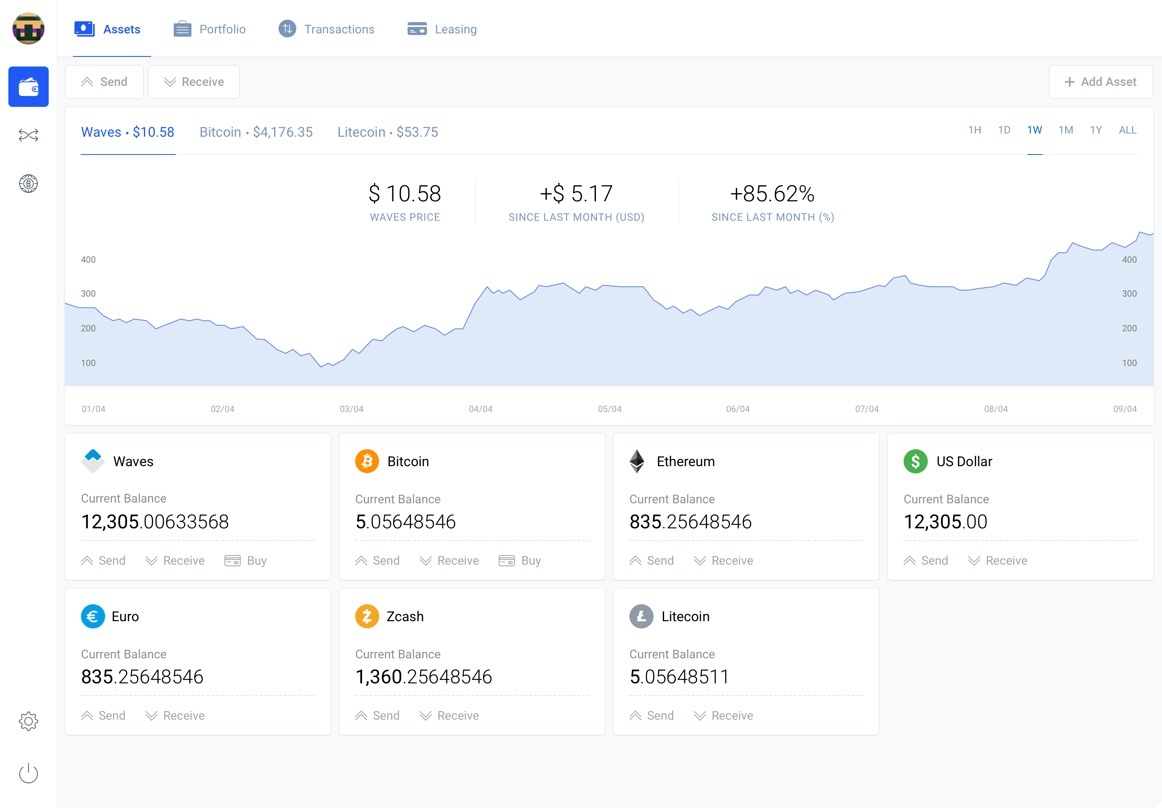 Assets Portfolio Transactions Leasing
Send Receive + Add Asset
Waves • $10.58 Bitcoin • $4,176.35 Litecoin • $53.75 1H 1D 1W 1M 1Y ALL
$ 10.58 +$ 5.17 +85.62%
WAVES PRICE SINCE LAST MONTH (USD) SINCE LAST MONTH (%)
400 400
300 300
200 200
100 100
01/04 02/04 03/04 04/04 05/04 06/04 07/04 08/04 09/04
Waves Bitcoin Ethereum US Dollar
Current Balance Current Balance Current Balance Current Balance
12,305.00633568 5.05648546 835.25648546 12,305.00
Send Receive Buy Send Receive Buy Send Receive Send Receive
Euro Zcash Litecoin
Current Balance Current Balance Current Balance
835.25648546 1,360.25648546 5.05648511
Send Receive Send Receive Send Receive